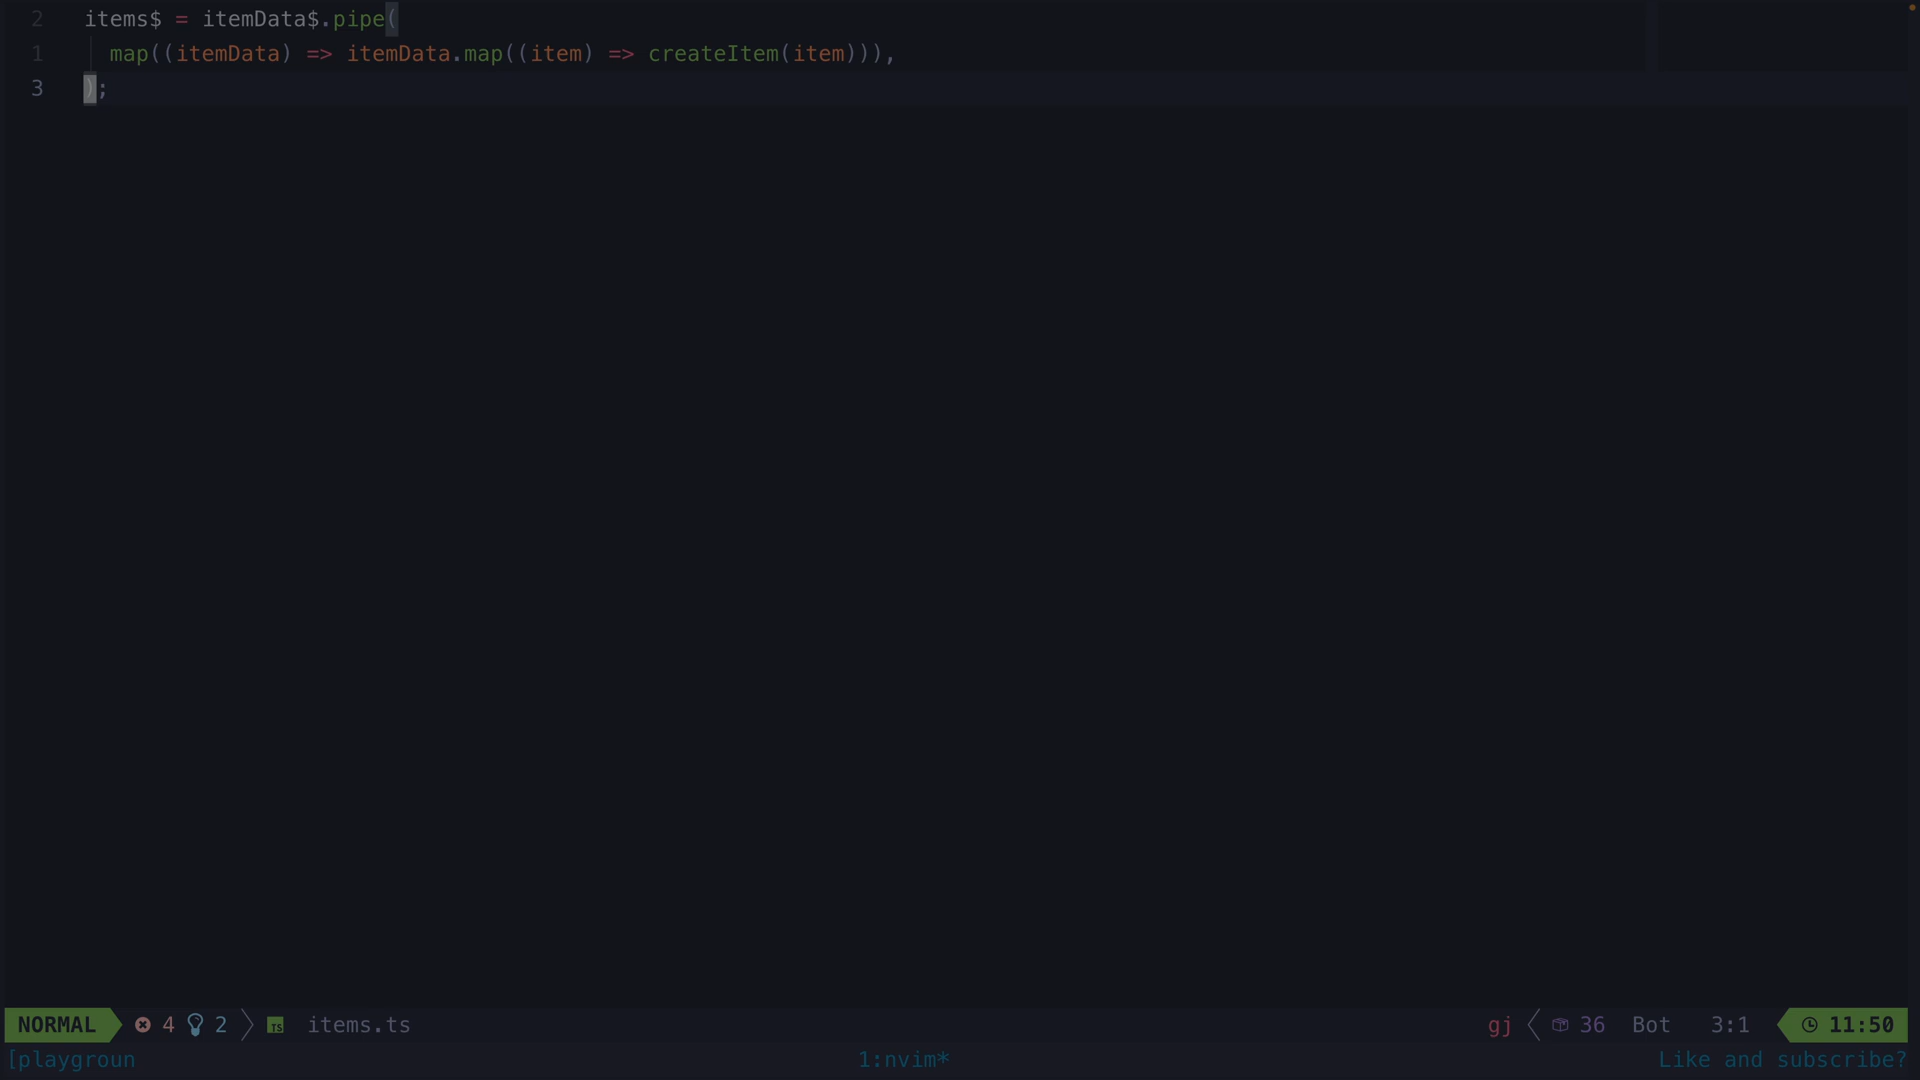 2 items$ = itemData$.pipe(
1 map((itemData) => itemData.map((item) => createItem(item))),
3 );
NORMAL 4 2 TS items.ts gj 36 Bot 3:1 11:50
[playgroun 1:nvim* Like and subscribe?